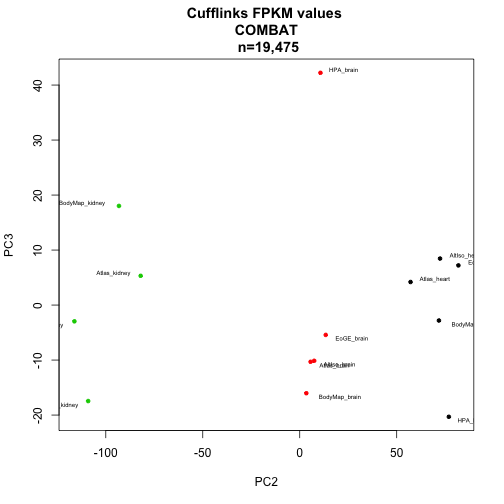 Cufflinks FPKM values
COMBAT
n=19,475
HPA_brain
BodyMap_kidney
AltIso_he
Eo
Atlas_kidney
Atlas_heart
y
BodyMa
EoGE_brain
BodyMap_brain
kidney
HPA_
PC3
40
30
20
10
0
-10
-20
-100
-50
0
50
PC2